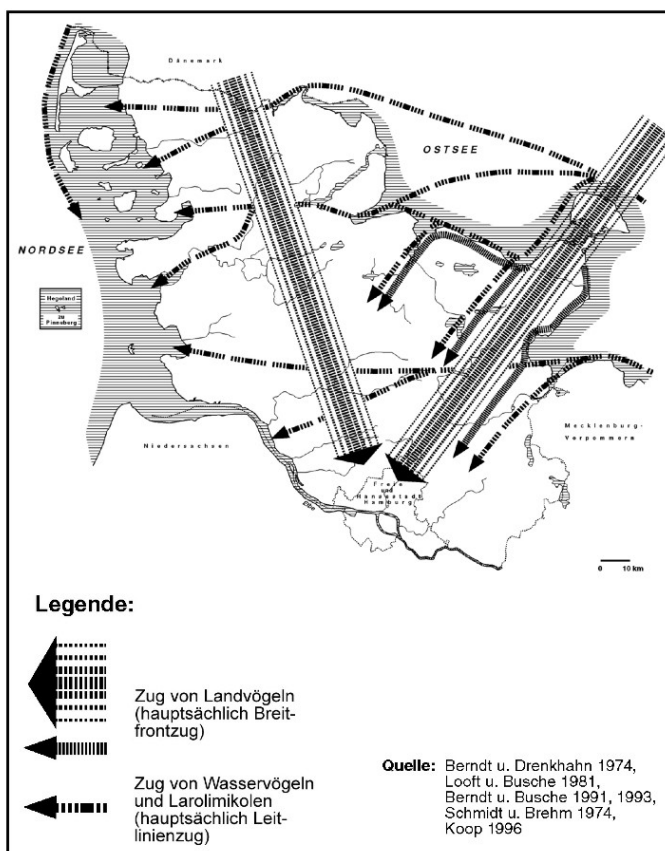 Dänemark
OSTSEE
NORDSEE
Hegoland
zu
Pinneberg
Niedersachsen
Elbe
Freie
und
Hansestadt
Hamburg
Mecklenburg-
Vorpommern
0 10 km
Legende:
Zug von Landvögeln
(hauptsächlich Breit-
frontzug)
Zug von Wasservögeln
und Larolimikolen
(hauptsächlich Leit-
linienzug)
Quelle: Berndt u. Drenkhahn 1974,
Looft u. Busche 1981,
Berndt u. Busche 1991, 1993,
Schmidt u. Brehm 1974,
Koop 1996